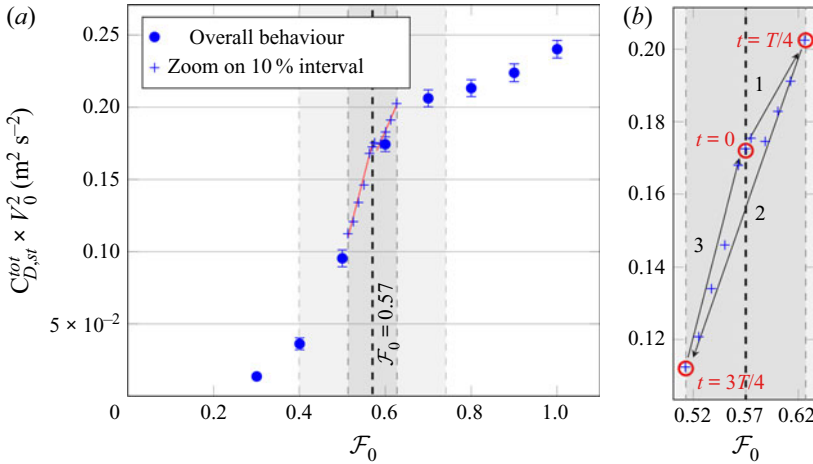 (a)
Overall behaviour
Zoom on 10 % interval
C_{D,st}^{tot} × V_0^2 (m^2 s^{−2})
0.25
0.20
0.15
0.10
5 × 10^{−2}
0
0.2
0.4
0.6
0.8
1.0
ℱ_0 = 0.57
ℱ_0
(b)
0.20
0.18
0.16
0.14
0.12
t = T/4
1
t = 0
2
3
t = 3T/4
0.52
0.57
0.62
ℱ_0